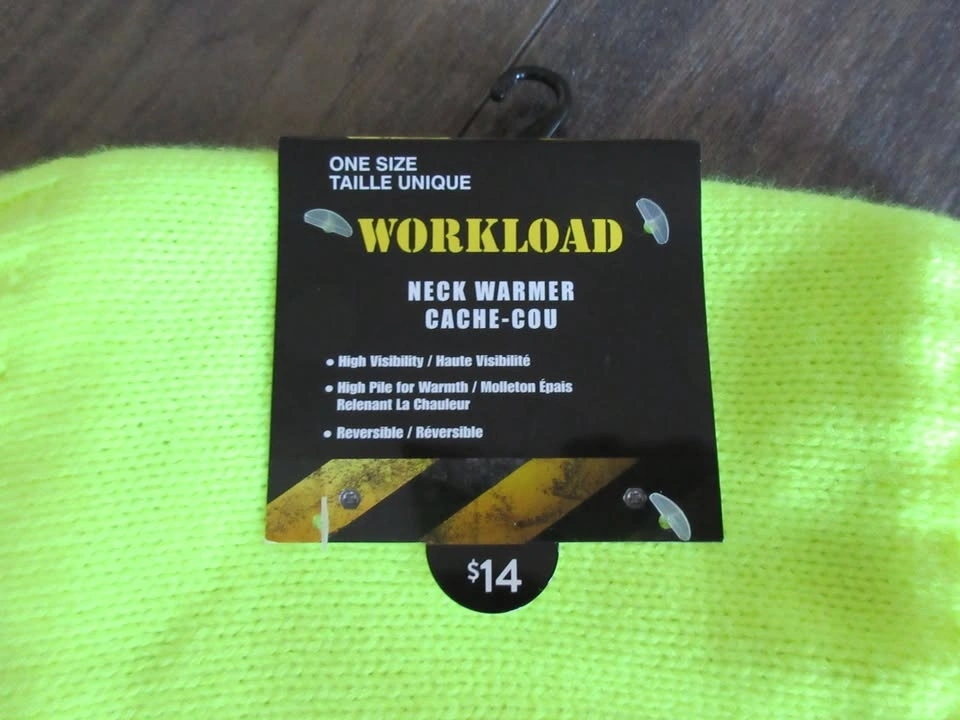 ONE SIZE
TAILLE UNIQUE
WORKLOAD
NECK WARMER
CACHE-COU
• High Visibility / Haute Visibilité
• High Pile for Warmth / Molleton Épais
Relenant La Chauleur
• Reversible / Réversible
$14